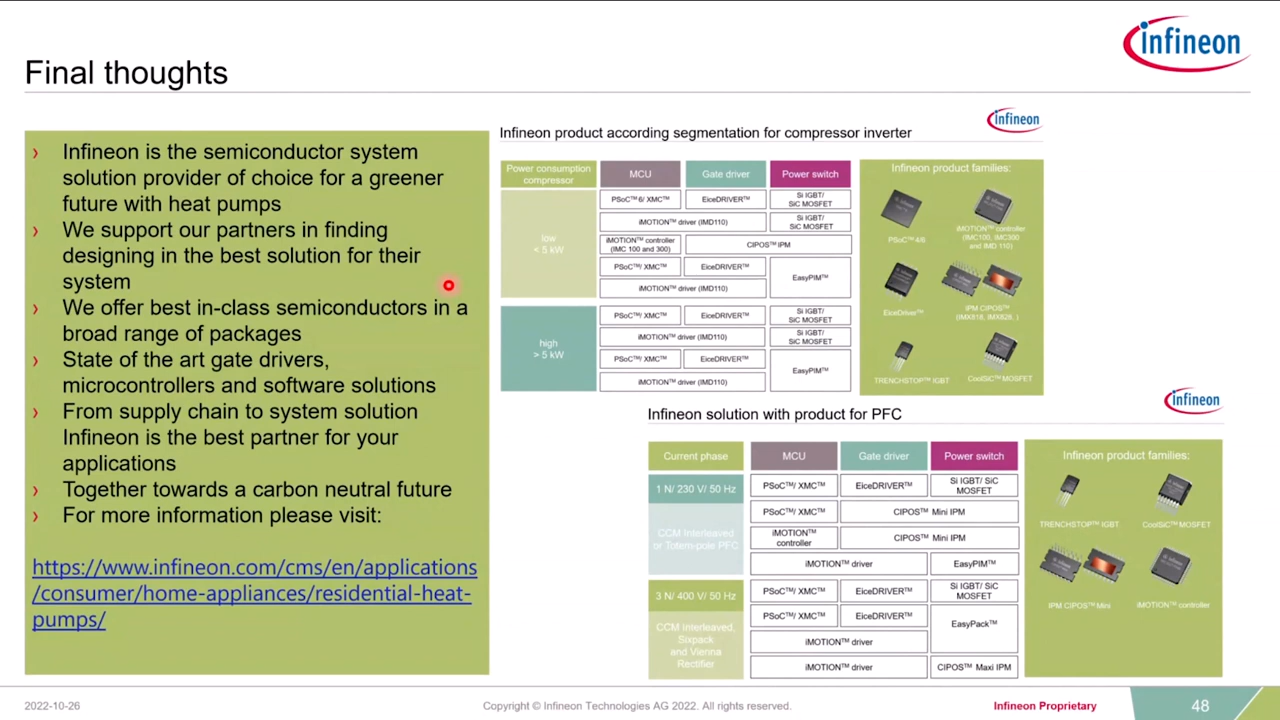 Final thoughts
infineon
› Infineon is the semiconductor system
solution provider of choice for a greener
future with heat pumps
› We support our partners in finding
designing in the best solution for their
system
› We offer best in-class semiconductors in a
broad range of packages
› State of the art gate drivers,
microcontrollers and software solutions
› From supply chain to system solution
Infineon is the best partner for your
applications
› Together towards a carbon neutral future
› For more information please visit:
https://www.infineon.com/cms/en/applications
/consumer/home-appliances/residential-heat-
pumps/
Infineon product according segmentation for compressor inverter
infineon
Power consumption
compressor
MCU
Gate driver
Power switch
low
< 5 kW
PSoC™ 6/ XMC™
EiceDRIVER™
Si IGBT/
SiC MOSFET
iMOTION™ driver (IMD110)
Si IGBT/
SiC MOSFET
iMOTION™ controller
(IMC 100 and 300)
CIPOS™ IPM
PSoC™/ XMC™
EiceDRIVER™
EasyPIM™
iMOTION™ driver (IMD110)
high
> 5 kW
PSoC™/ XMC™
EiceDRIVER™
Si IGBT/
SiC MOSFET
iMOTION™ driver (IMD110)
Si IGBT/
SiC MOSFET
PSoC™/ XMC™
EiceDRIVER™
EasyPIM™
iMOTION™ driver (IMD110)
Infineon product families:
PSoC™ 4/6
iMOTION™ controller
(IMC100, IMC300
and IMD 110)
EiceDriver™
IPM CIPOS™
(IMX818, IMX828, )
TRENCHSTOP™ IGBT
CoolSiC™ MOSFET
Infineon solution with product for PFC
infineon
Current phase
MCU
Gate driver
Power switch
1 N/ 230 V/ 50 Hz
PSoC™/ XMC™
EiceDRIVER™
Si IGBT/ SiC
MOSFET
CCM Interleaved
or Totem-pole PFC
PSoC™/ XMC™
CIPOS™ Mini IPM
iMOTION™
controller
CIPOS™ Mini IPM
iMOTION™ driver
EasyPIM™
3 N/ 400 V/ 50 Hz
PSoC™/ XMC™
EiceDRIVER™
Si IGBT/ SiC
MOSFET
CCM Interleaved,
Sixpack
and Vienna
Rectifier
PSoC™/ XMC™
EiceDRIVER™
EasyPack™
iMOTION™ driver
iMOTION™ driver
CIPOS™ Maxi IPM
Infineon product families:
TRENCHSTOP™ IGBT
CoolSiC™ MOSFET
IPM CIPOS™ Mini
iMOTION™ controller
2022-10-26
Copyright © Infineon Technologies AG 2022. All rights reserved.
Infineon Proprietary
48